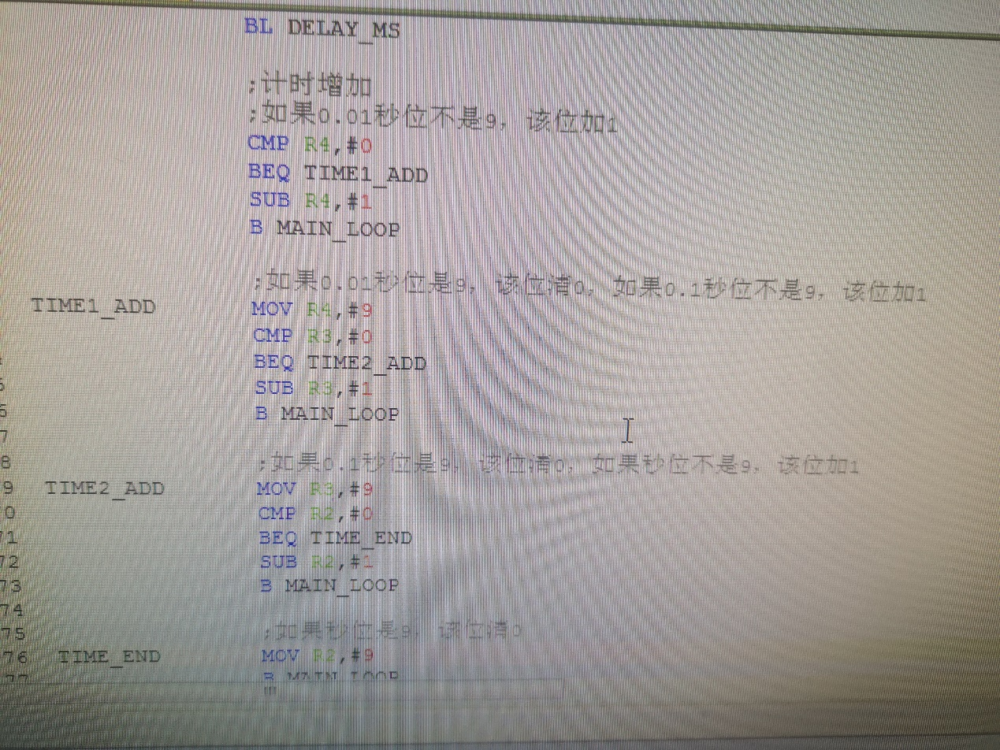 BL DELAY_MS
;计时增加
;如果0.01秒位不是9，该位加1
CMP R4,#0
BEQ TIME1_ADD
SUB R4,#1
B MAIN_LOOP
;如果0.01秒位是9，该位清0，如果0.1秒位不是9，该位加1
TIME1_ADD MOV R4,#9
CMP R3,#0
BEQ TIME2_ADD
SUB R3,#1
B MAIN_LOOP
;如果0.1秒位是9，该位清0，如果秒位不是9，该位加1
9 TIME2_ADD MOV R3,#9
0 CMP R2,#0
71 BEQ TIME_END
72 SUB R2,#1
73 B MAIN_LOOP
74
75 ;如果秒位是9，该位清0
76 TIME_END MOV R2,#9
77 B MAIN_LOOP